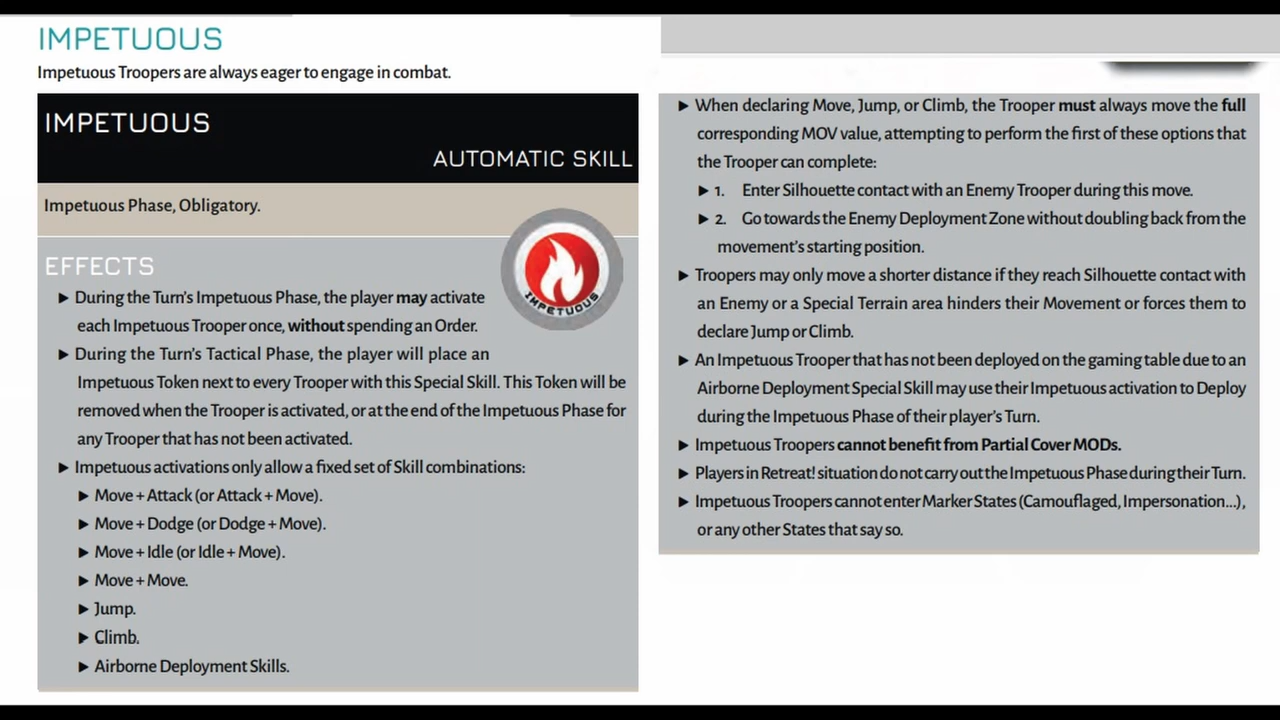 IMPETUOUS
Impetuous Troopers are always eager to engage in combat.
IMPETUOUS
AUTOMATIC SKILL
Impetuous Phase, Obligatory.
IMPETUOUS
EFFECTS
► During the Turn's Impetuous Phase, the player may activate
each Impetuous Trooper once, without spending an Order.
► During the Turn's Tactical Phase, the player will place an
Impetuous Token next to every Trooper with this Special Skill. This Token will be
removed when the Trooper is activated, or at the end of the Impetuous Phase for
any Trooper that has not been activated.
► Impetuous activations only allow a fixed set of Skill combinations:
► Move + Attack (or Attack + Move).
► Move + Dodge (or Dodge + Move).
► Move + Idle (or Idle + Move).
► Move + Move.
► Jump.
► Climb.
► Airborne Deployment Skills.
► When declaring Move, Jump, or Climb, the Trooper must always move the full
corresponding MOV value, attempting to perform the first of these options that
the Trooper can complete:
► 1. Enter Silhouette contact with an Enemy Trooper during this move.
► 2. Go towards the Enemy Deployment Zone without doubling back from the
movement's starting position.
► Troopers may only move a shorter distance if they reach Silhouette contact with
an Enemy or a Special Terrain area hinders their Movement or forces them to
declare Jump or Climb.
► An Impetuous Trooper that has not been deployed on the gaming table due to an
Airborne Deployment Special Skill may use their Impetuous activation to Deploy
during the Impetuous Phase of their player's Turn.
► Impetuous Troopers cannot benefit from Partial Cover MODs.
► Players in Retreat! situation do not carry out the Impetuous Phase during their Turn.
► Impetuous Troopers cannot enter Marker States (Camouflaged, Impersonation...),
or any other States that say so.